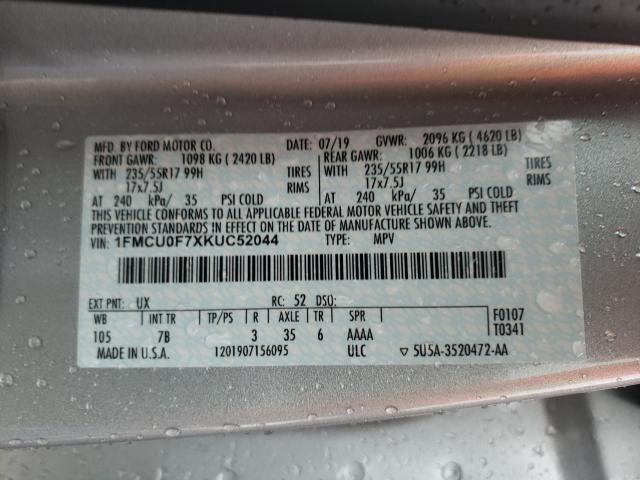 MFD. BY FORD MOTOR CO. DATE: 07/19 GVWR: 2096 KG ( 4620 LB)
FRONT GAWR: 1098 KG ( 2420 LB) REAR GAWR: 1006 KG ( 2218 LB)
WITH 235/55R17 99H TIRES WITH 235/55R17 99H TIRES
17x7.5J RIMS 17x7.5J RIMS
AT 240 kPa/ 35 PSI COLD AT 240 kPa/ 35 PSI COLD
THIS VEHICLE CONFORMS TO ALL APPLICABLE FEDERAL MOTOR VEHICLE SAFETY AND THEFT
PREVENTION STANDARDS IN EFFECT ON THE DATE OF MANUFACTURE SHOWN ABOVE.
VIN: 1FMCU0F7XKUC52044 TYPE: MPV
EXT PNT: UX RC: 52 DSO:
WB INT TR TP/PS R AXLE TR SPR F0107
105 7B 3 35 6 AAAA T0341
MADE IN U.S.A. 1201907156095 ULC ▽ 5U5A-3520472-AA